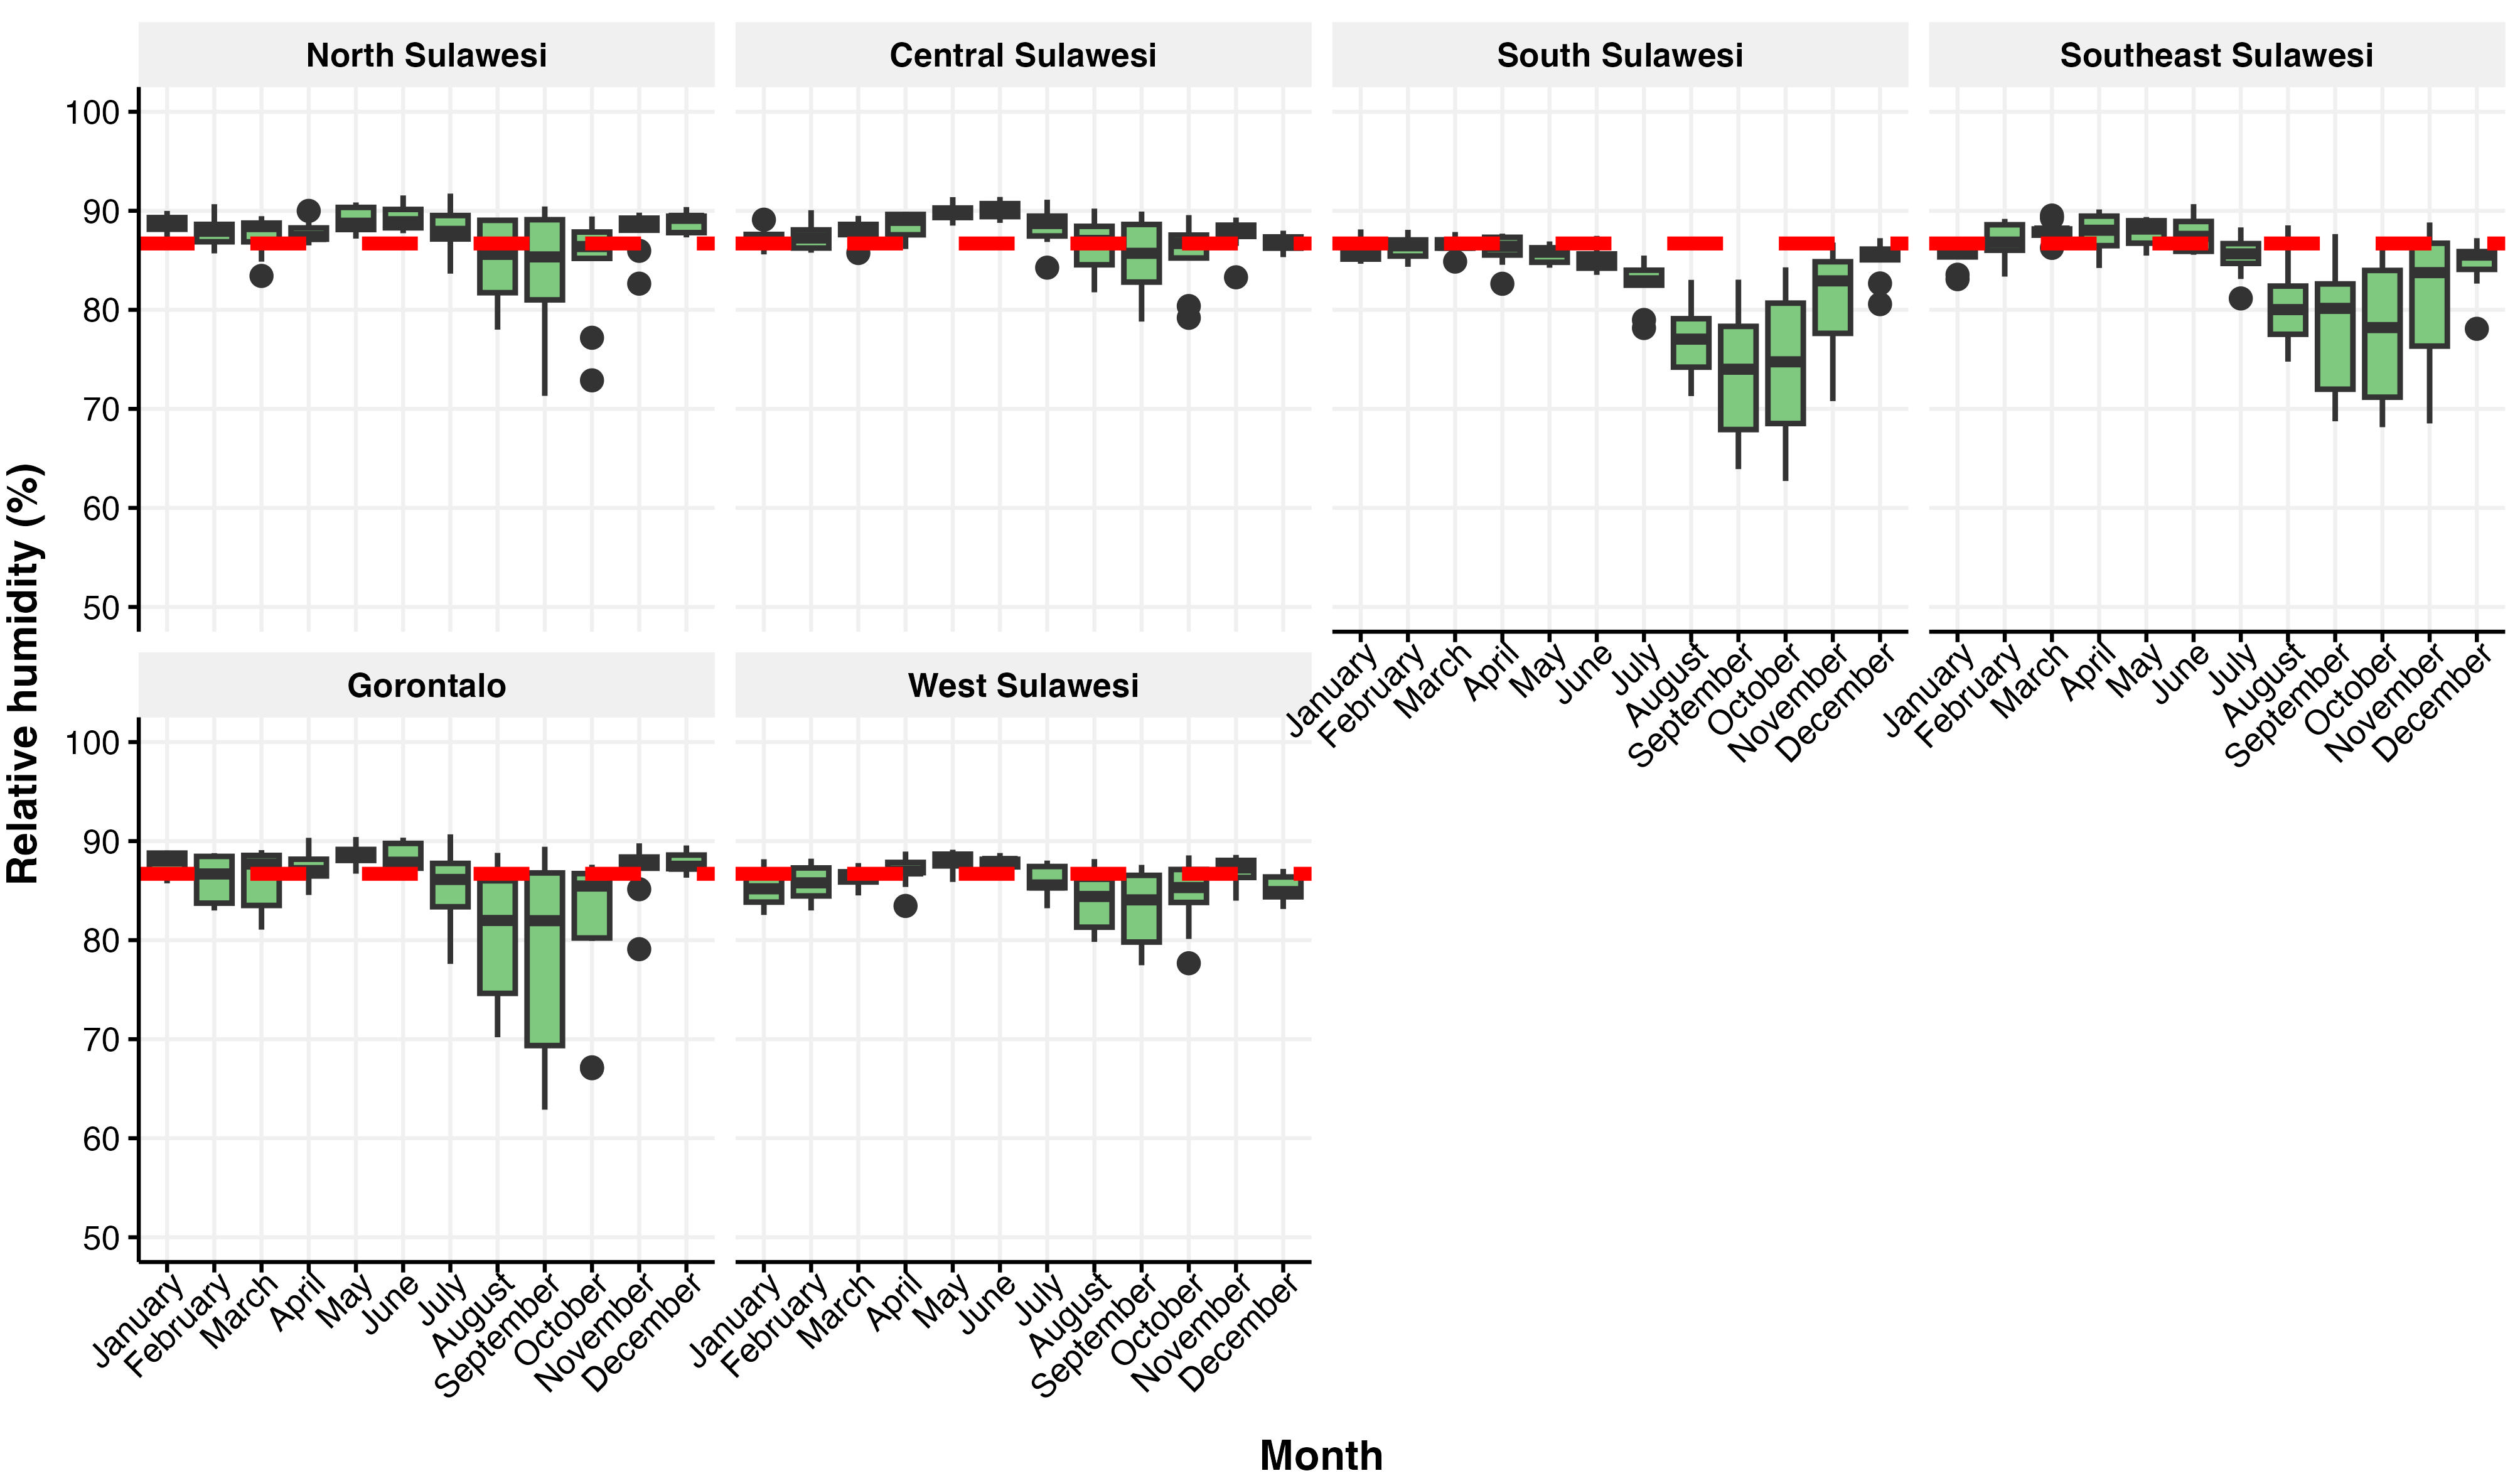 North Sulawesi
Central Sulawesi
South Sulawesi
Southeast Sulawesi
100
90
80
70
60
50
January
February
March
April
May
June
July
August
September
October
November
December
January
February
March
April
May
June
July
August
September
October
November
December
Gorontalo
West Sulawesi
100
90
80
70
60
50
January
February
March
April
May
June
July
August
September
October
November
December
January
February
March
April
May
June
July
August
September
October
November
December
Relative humidity (%)
Month